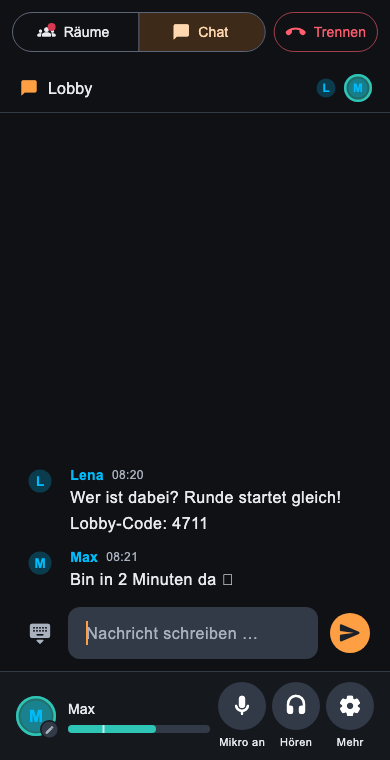 Räume
Chat
Trennen
Lobby
L
M
L
Lena 08:20
Wer ist dabei? Runde startet gleich!
Lobby-Code: 4711
M
Max 08:21
Bin in 2 Minuten da
Nachricht schreiben …
M
Max
Mikro an
Hören
Mehr